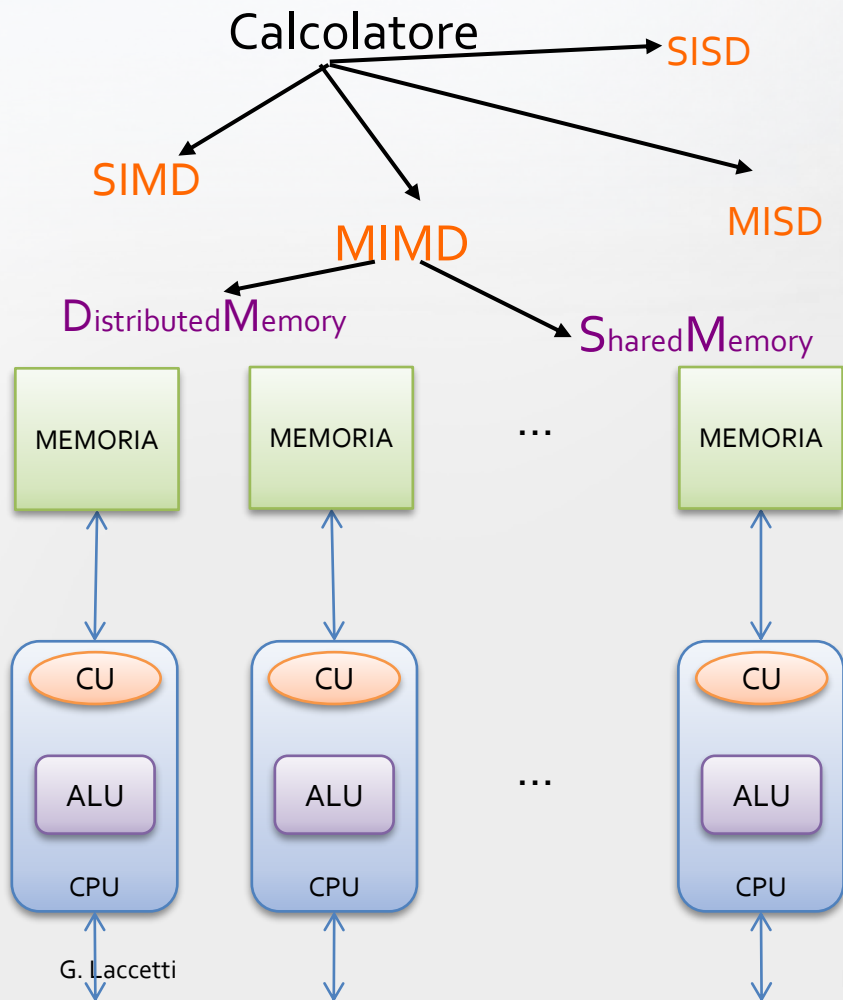 Calcolatore
SISD
SIMD
MISD
MIMD
DistributedMemory
SharedMemory
MEMORIA
MEMORIA
...
MEMORIA
CU
CU
CU
ALU
ALU
...
ALU
CPU
CPU
CPU
G. Laccetti